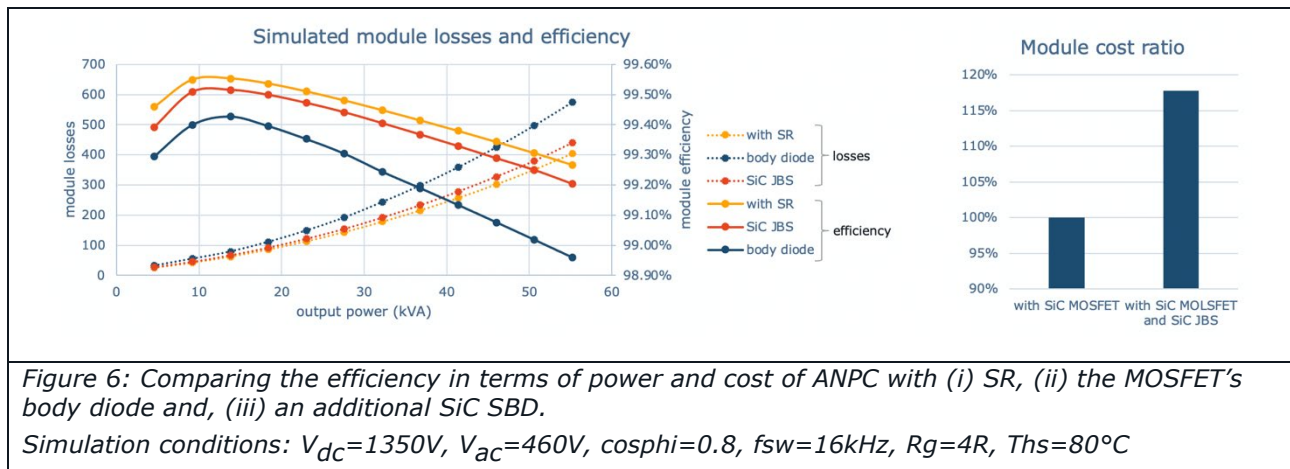 Simulated module losses and efficiency
700
600
500
400
300
200
100
0
module losses
99.60%
99.50%
99.40%
99.30%
99.20%
99.10%
99.00%
98.90%
module efficiency
0 10 20 30 40 50 60
output power (kVA)
with SR
body diode
SiC JBS
losses
with SR
SiC JBS
body diode
efficiency
Module cost ratio
120%
115%
110%
105%
100%
95%
90%
with SiC MOSFET
with SiC MOLSFET
and SiC JBS
Figure 6: Comparing the efficiency in terms of power and cost of ANPC with (i) SR, (ii) the MOSFET's
body diode and, (iii) an additional SiC SBD.
Simulation conditions: Vdc=1350V, Vac=460V, cosphi=0.8, fsw=16kHz, Rg=4R, Ths=80°C